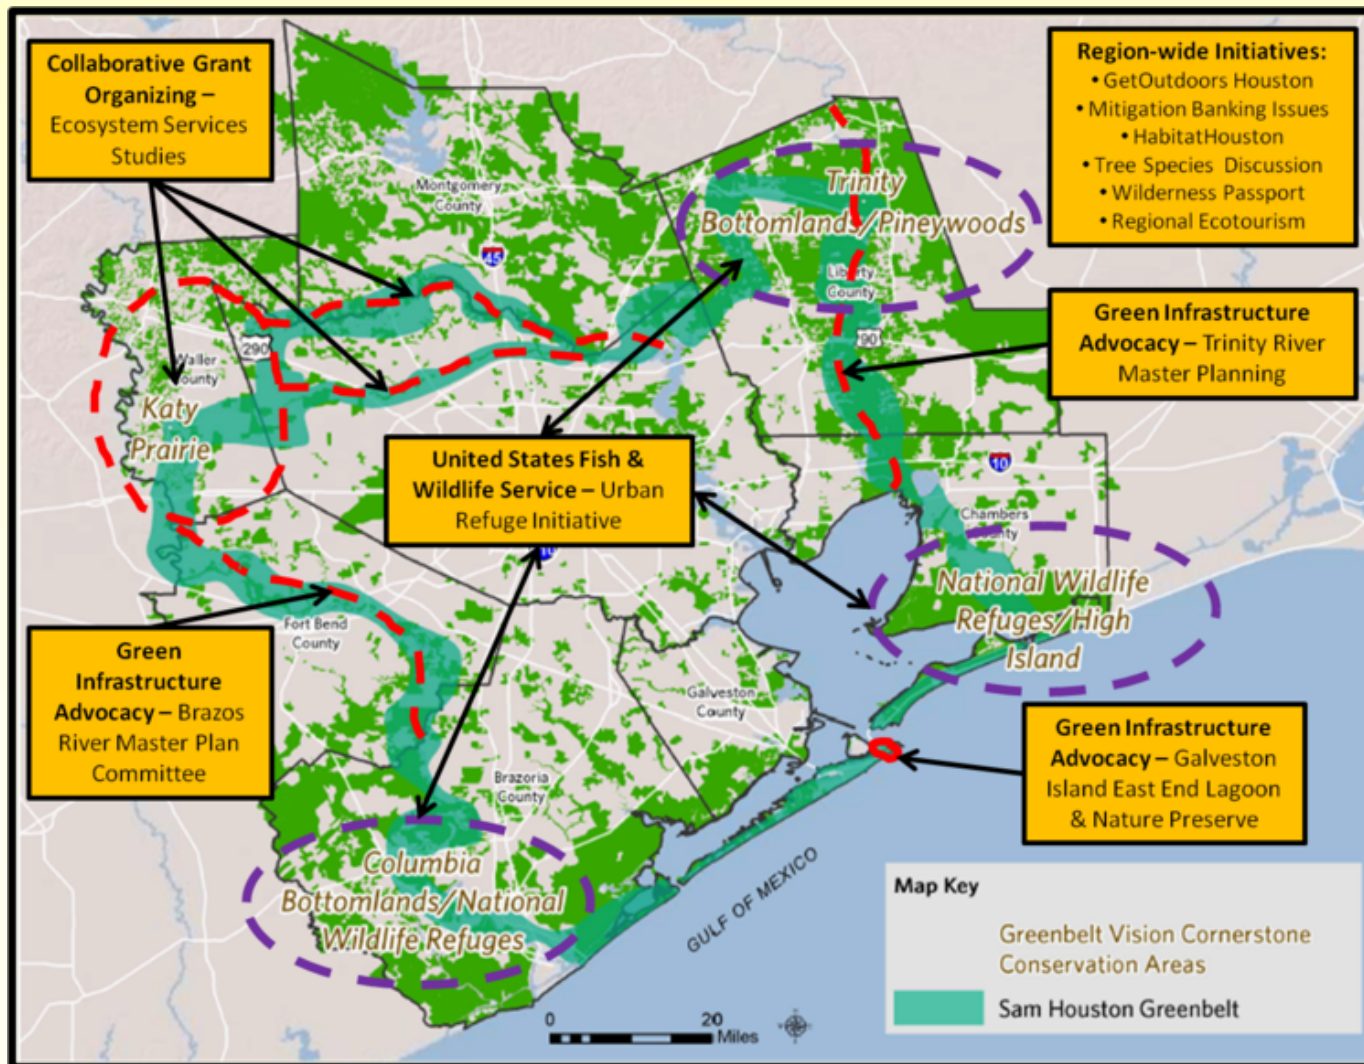 Collaborative Grant
Organizing –
Ecosystem Services
Studies
Region-wide Initiatives:
• GetOutdoors Houston
• Mitigation Banking Issues
• HabitatHouston
• Tree Species Discussion
• Wilderness Passport
• Regional Ecotourism
Montgomery
County
45
Trinity
Bottomlands/Pineywoods
Liberty
County
90
Green Infrastructure
Advocacy – Trinity River
Master Planning
290
Waller
County
Katy
Prairie
United States Fish &
Wildlife Service – Urban
Refuge Initiative
10
10
Chambers
County
National Wildlife
Refuges/High
Island
Fort Bend
County
Green
Infrastructure
Advocacy – Brazos
River Master Plan
Committee
Galveston
County
Green Infrastructure
Advocacy – Galveston
Island East End Lagoon
& Nature Preserve
Brazoria
County
Columbia
Bottomlands/National
Wildlife Refuges
GULF OF MEXICO
Map Key
Greenbelt Vision Cornerstone
Conservation Areas
Sam Houston Greenbelt
0 20
Miles